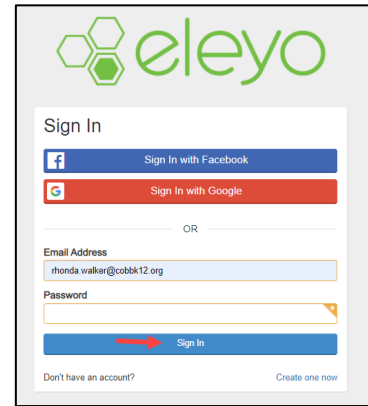 eleyo
Sign In
Sign In with Facebook
G
Sign In with Google
OR
Email Address
rhonda.walker@cobbk12.org
Password
Sign In
Don't have an account? Create one now